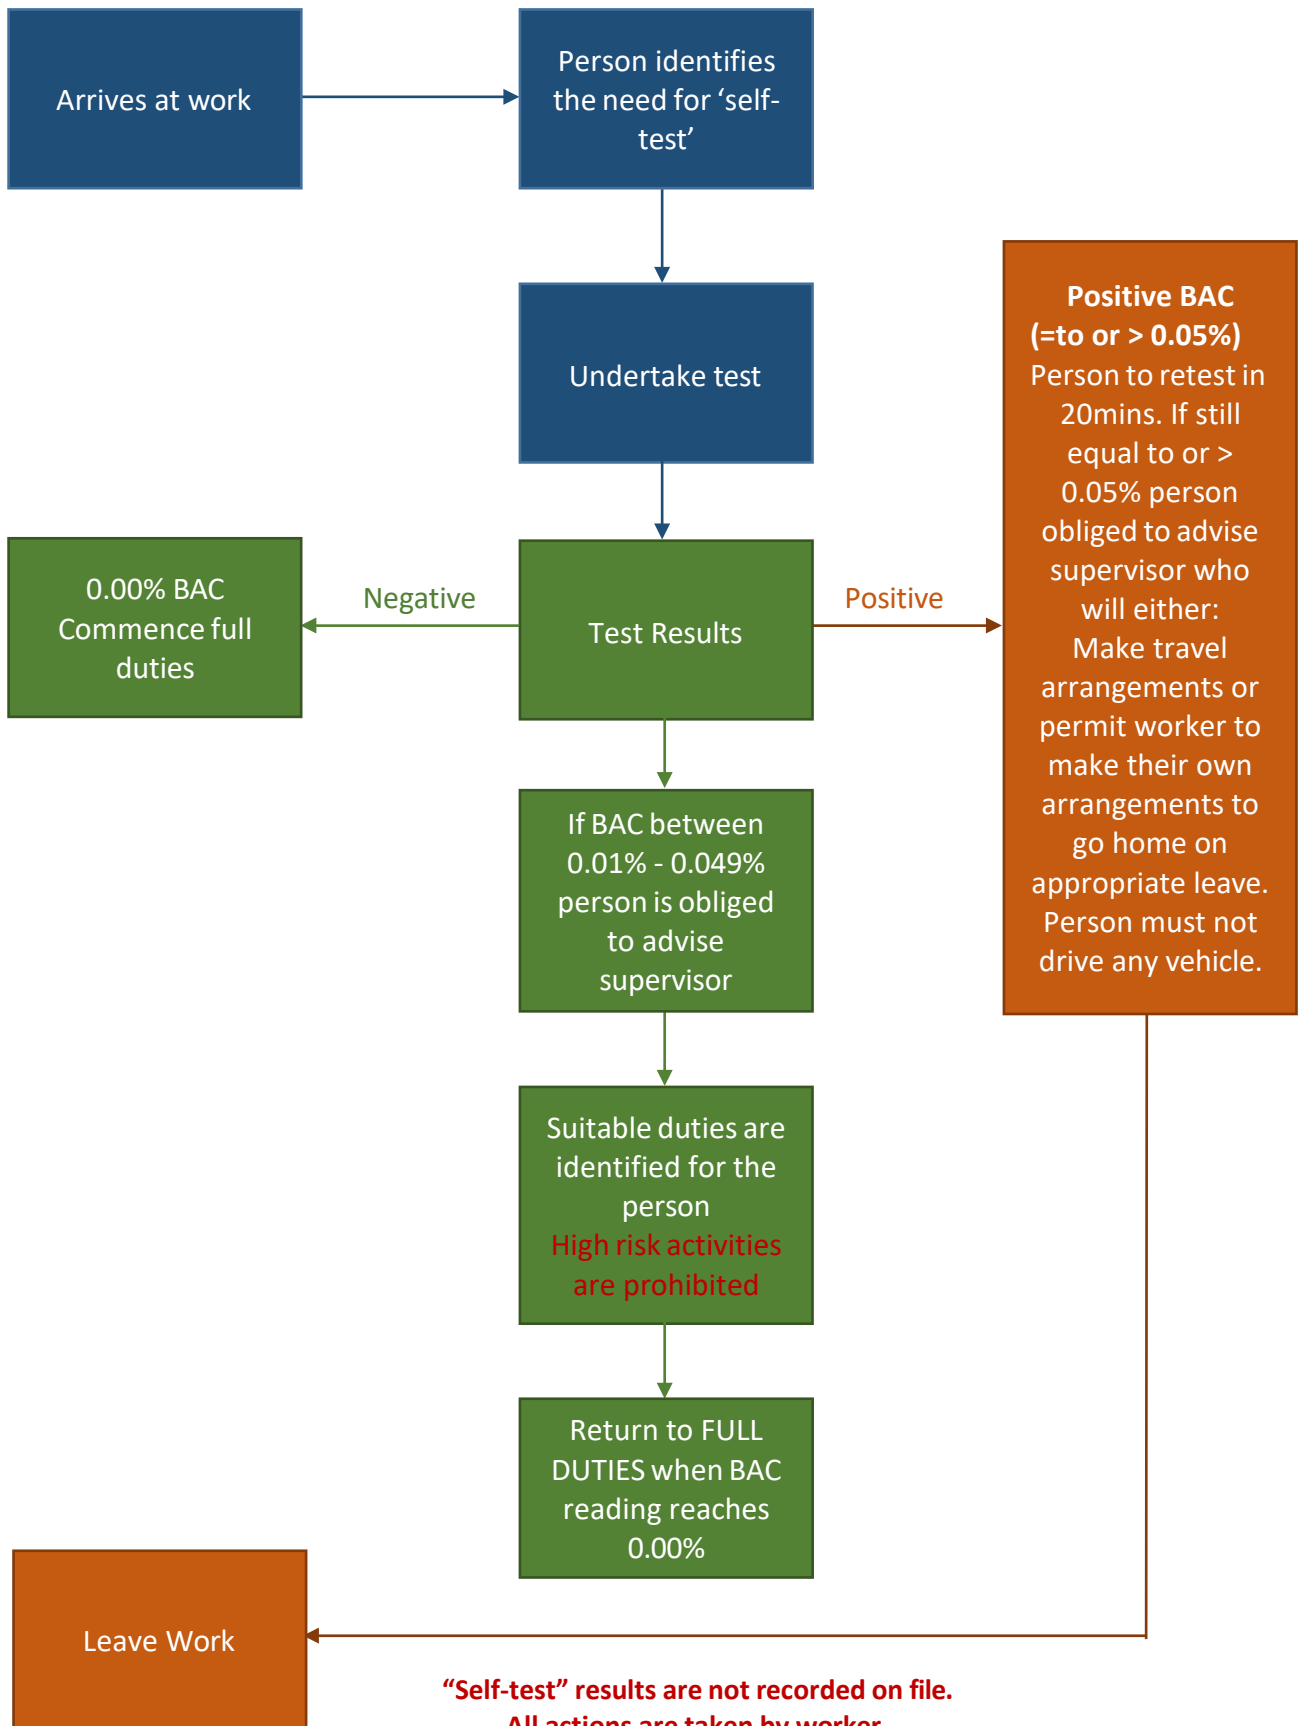 Arrives at work
Person identifies
the need for ‘self-
test’
Undertake test
Positive BAC
(=to or > 0.05%)
Person to retest in
20mins. If still
equal to or >
0.05% person
obliged to advise
supervisor who
will either:
Make travel
arrangements or
permit worker to
make their own
arrangements to
go home on
appropriate leave.
Person must not
drive any vehicle.
0.00% BAC
Commence full
duties
Negative
Test Results
Positive
If BAC between
0.01% - 0.049%
person is obliged
to advise
supervisor
Suitable duties are
identified for the
person
High risk activities
are prohibited
Return to FULL
DUTIES when BAC
reading reaches
0.00%
Leave Work
“Self-test” results are not recorded on file.
All actions are taken by worker